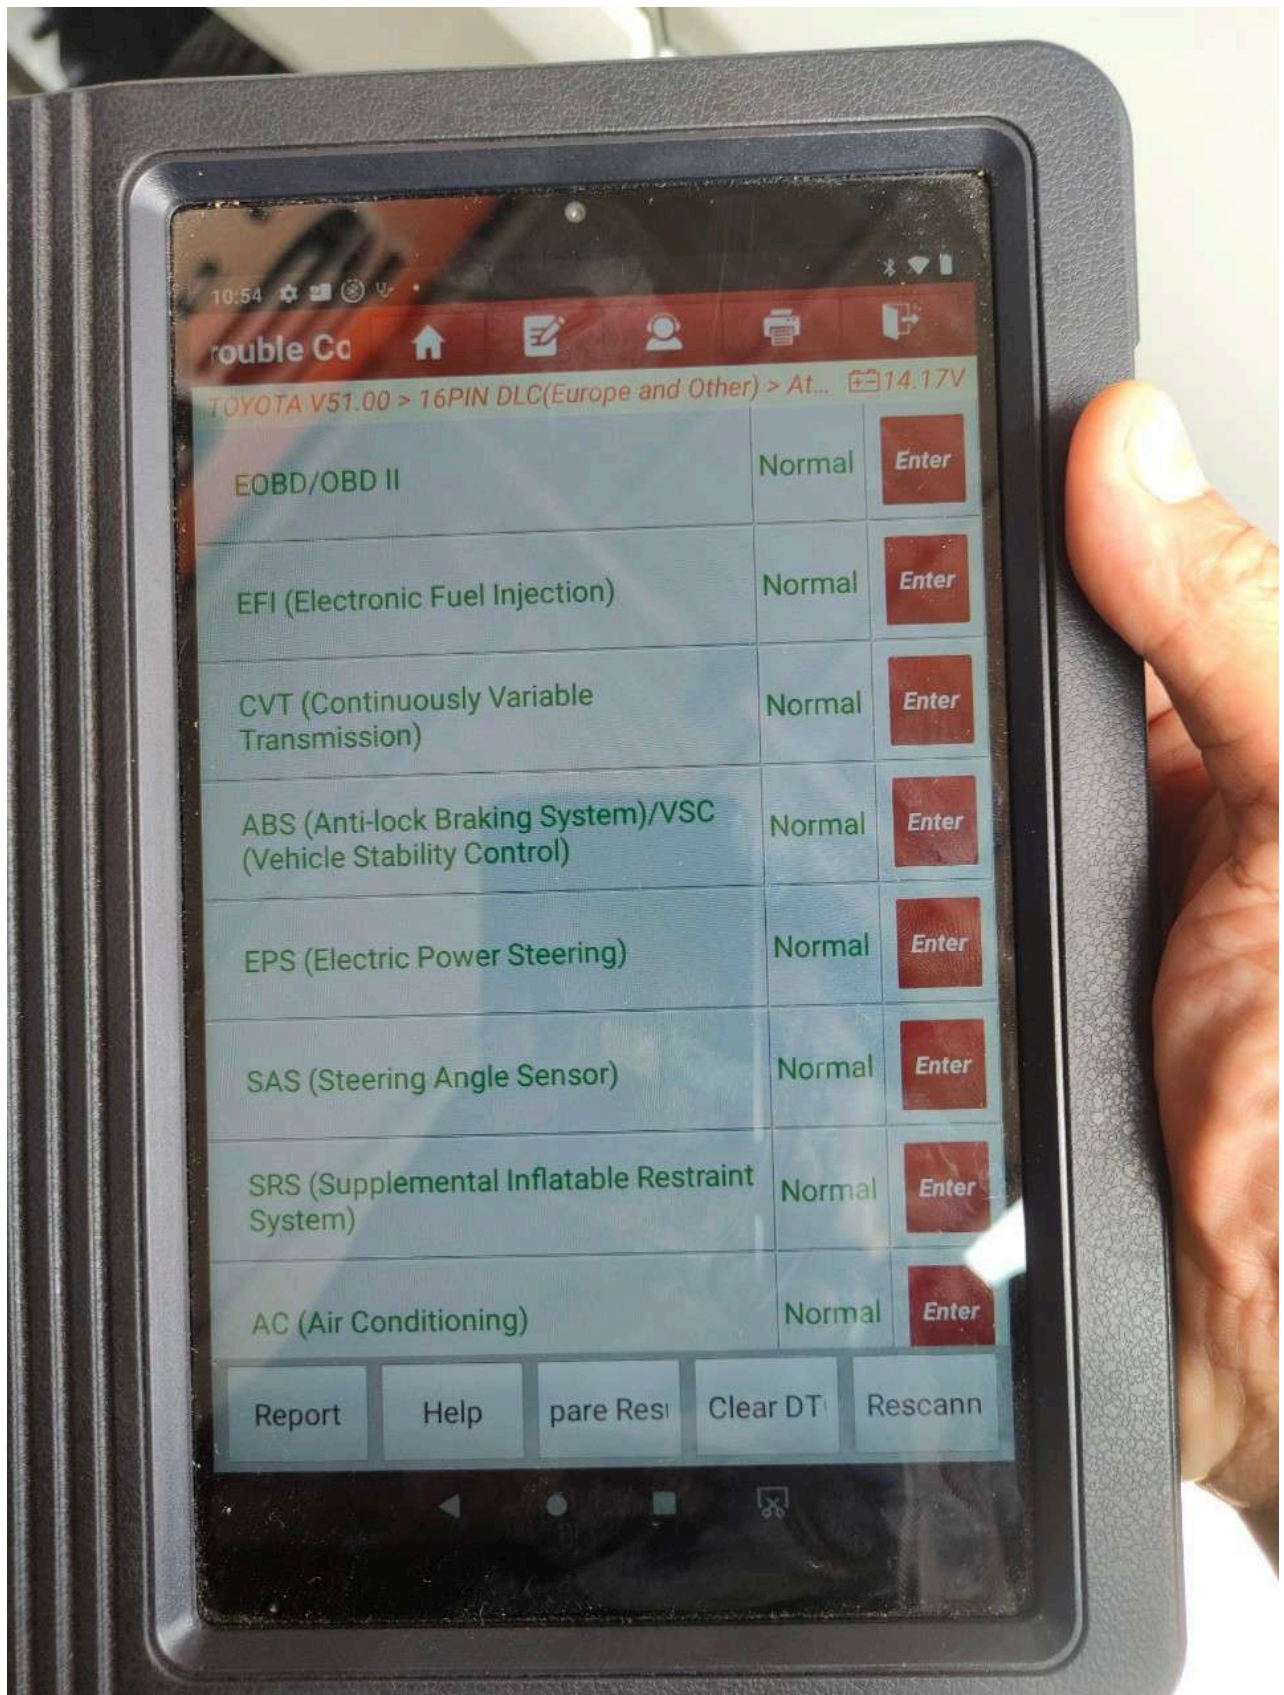 10:54
rouble Co
TOYOTA V51.00 > 16PIN DLC(Europe and Other) > At... 14.17V
EOBD/OBD II Normal Enter
EFI (Electronic Fuel Injection) Normal Enter
CVT (Continuously Variable
Transmission) Normal Enter
ABS (Anti-lock Braking System)/VSC
(Vehicle Stability Control) Normal Enter
EPS (Electric Power Steering) Normal Enter
SAS (Steering Angle Sensor) Normal Enter
SRS (Supplemental Inflatable Restraint
System) Normal Enter
AC (Air Conditioning) Normal Enter
Report Help pare Res Clear DT Rescann